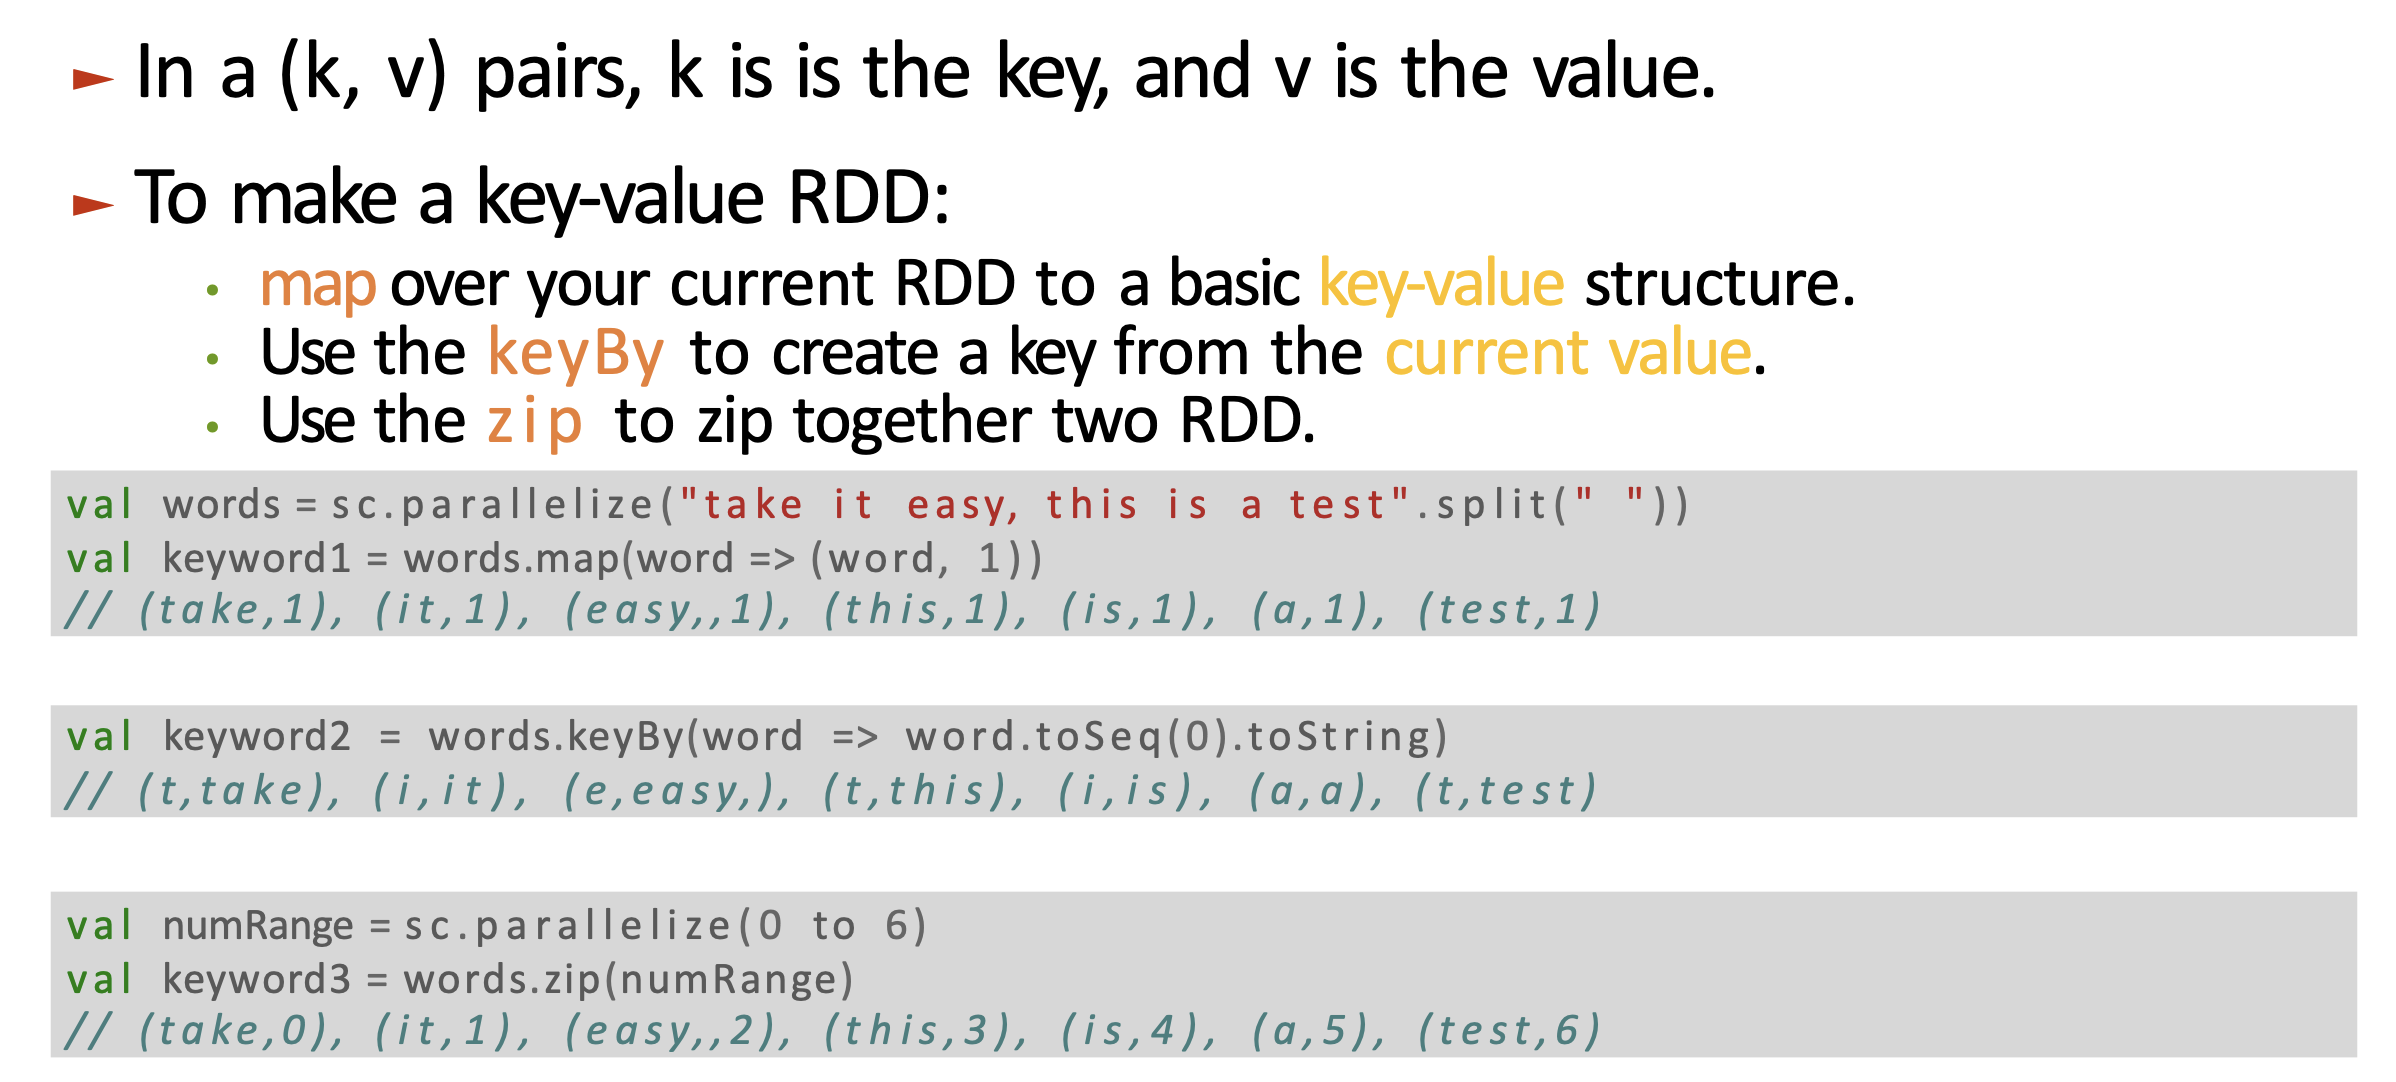 In a (k, v) pairs, k is is the key, and v is the value.
To make a key-value RDD:
map over your current RDD to a basic key-value structure.
Use the keyBy to create a key from the current value.
Use the zip to zip together two RDD.
val words = sc.parallelize("take it easy, this is a test".split(" "))
val keyword1 = words.map(word => (word, 1))
// (take,1), (it,1), (easy,,1), (this,1), (is,1), (a,1), (test,1)
val keyword2 = words.keyBy(word => word.toSeq(0).toString)
// (t,take), (i,it), (e,easy,), (t,this), (i,is), (a,a), (t,test)
val numRange = sc.parallelize(0 to 6)
val keyword3 = words.zip(numRange)
// (take,0), (it,1), (easy,,2), (this,3), (is,4), (a,5), (test,6)